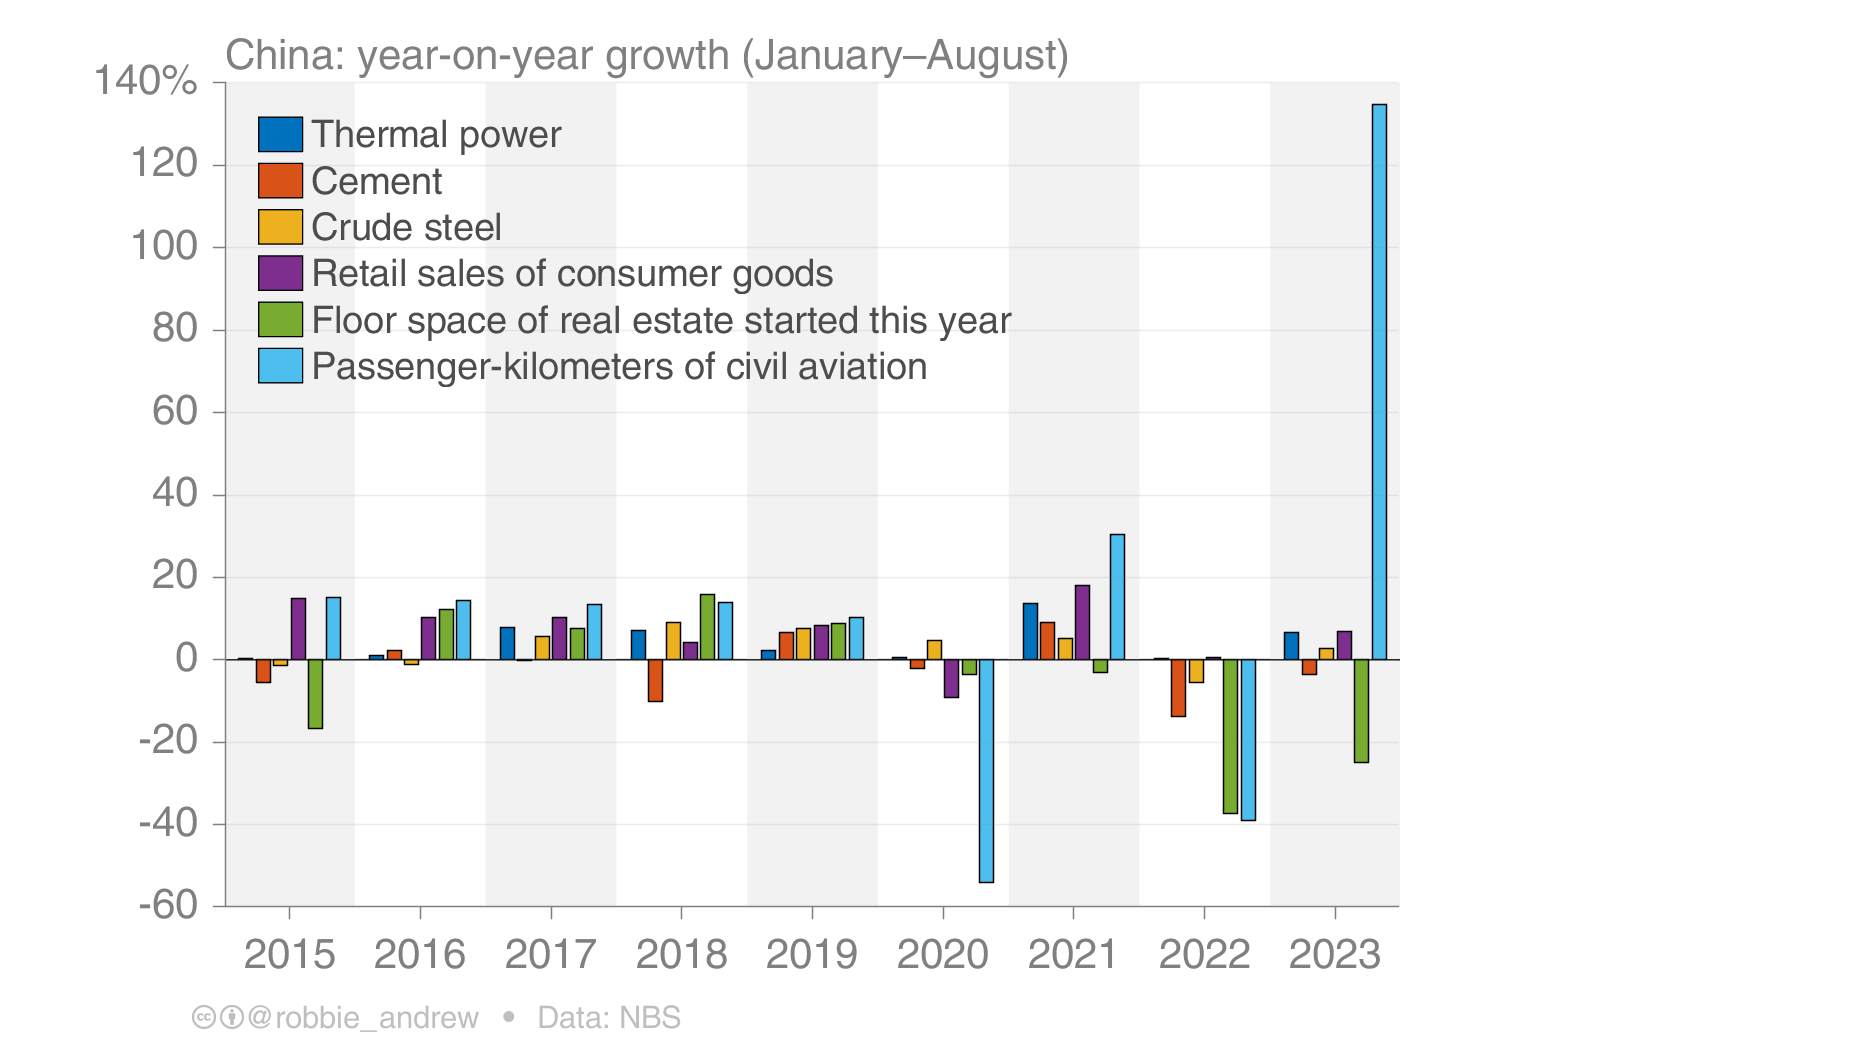 China: year-on-year growth (January–August)
140%
120
100
80
60
40
20
0
-20
-40
-60
Thermal power
Cement
Crude steel
Retail sales of consumer goods
Floor space of real estate started this year
Passenger-kilometers of civil aviation
2015 2016 2017 2018 2019 2020 2021 2022 2023
cc @robbie_andrew • Data: NBS